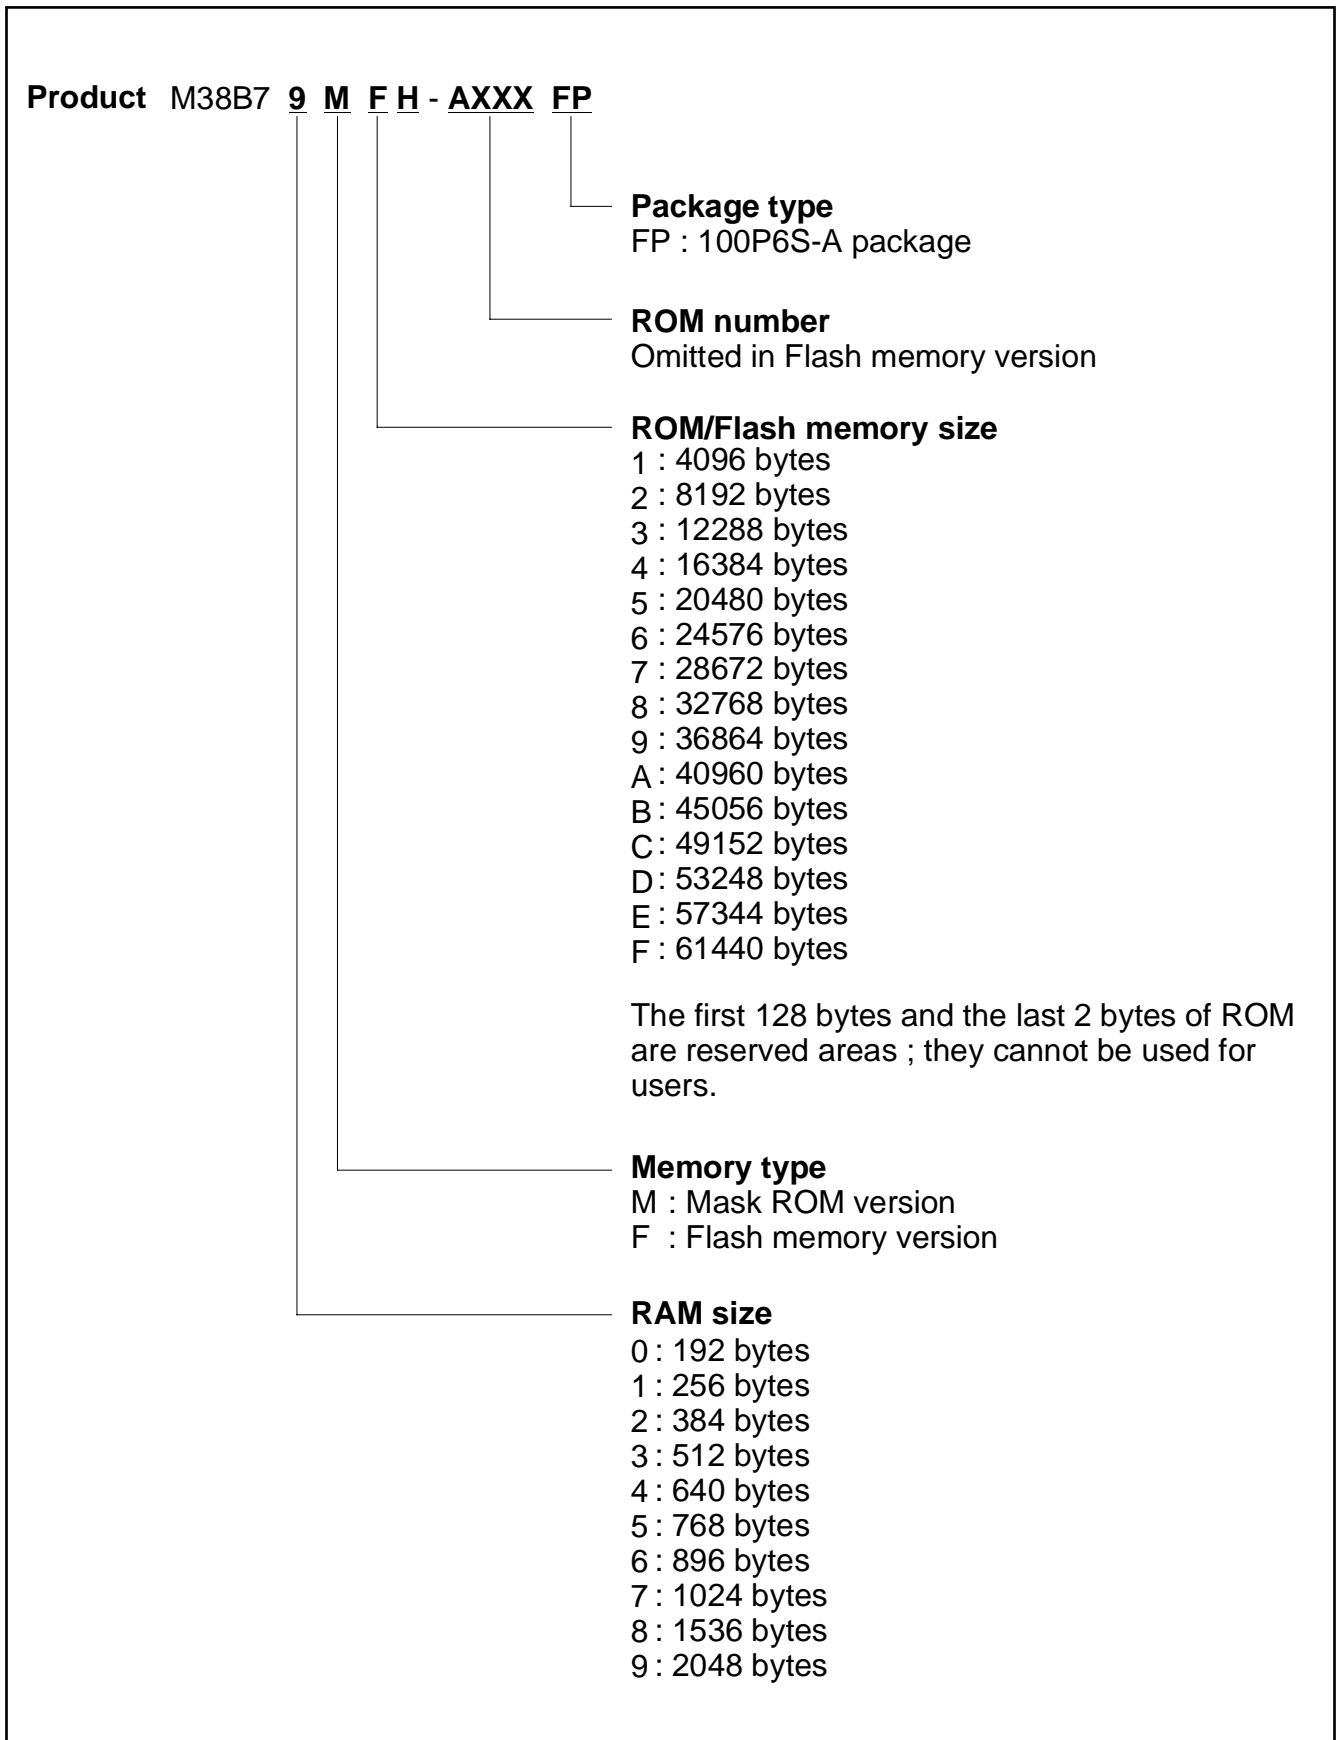 Product M38B7 9 M F H - AXXX FP
Package type
FP : 100P6S-A package
ROM number
Omitted in Flash memory version
ROM/Flash memory size
1 : 4096 bytes
2 : 8192 bytes
3 : 12288 bytes
4 : 16384 bytes
5 : 20480 bytes
6 : 24576 bytes
7 : 28672 bytes
8 : 32768 bytes
9 : 36864 bytes
A : 40960 bytes
B : 45056 bytes
C : 49152 bytes
D : 53248 bytes
E : 57344 bytes
F : 61440 bytes
The first 128 bytes and the last 2 bytes of ROM
are reserved areas ; they cannot be used for
users.
Memory type
M : Mask ROM version
F : Flash memory version
RAM size
0 : 192 bytes
1 : 256 bytes
2 : 384 bytes
3 : 512 bytes
4 : 640 bytes
5 : 768 bytes
6 : 896 bytes
7 : 1024 bytes
8 : 1536 bytes
9 : 2048 bytes